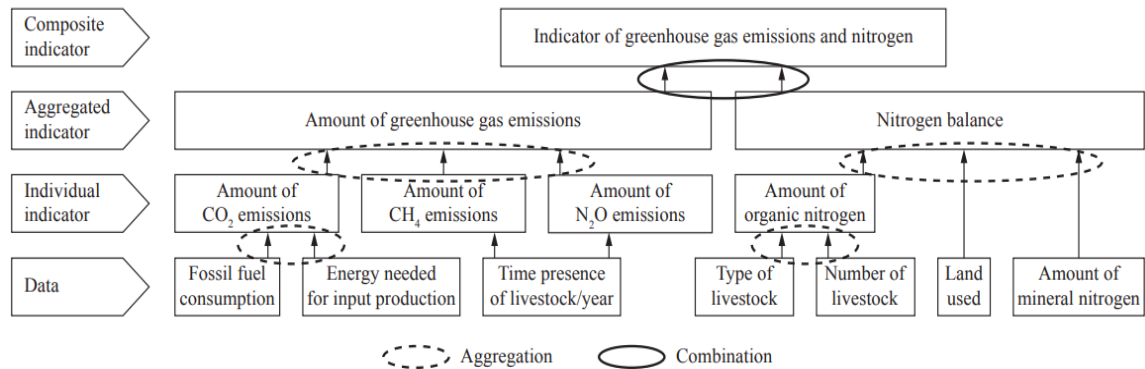 Composite
indicator
Indicator of greenhouse gas emissions and nitrogen
Aggregated
indicator
Amount of greenhouse gas emissions
Nitrogen balance
Individual
indicator
Amount of
CO₂ emissions
Amount of
CH₄ emissions
Amount of
N₂O emissions
Amount of
organic nitrogen
Data
Fossil fuel
consumption
Energy needed
for input production
Time presence
of livestock/year
Type of
livestock
Number of
livestock
Land
used
Amount of
mineral nitrogen
Aggregation
Combination